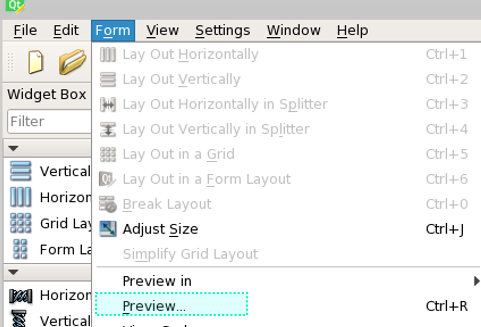 Qt
File Edit Form View Settings Window Help
Lay Out Horizontally Ctrl+1
Lay Out Vertically Ctrl+2
Widget Box
Lay Out Horizontally in Splitter Ctrl+3
Filter
Lay Out Vertically in Splitter Ctrl+4
Lay Out in a Grid Ctrl+5
Vertical
Lay Out in a Form Layout Ctrl+6
Horizon
Break Layout Ctrl+0
Grid Lay
Adjust Size Ctrl+J
Form La
Simplify Grid Layout
Preview in
Horizon
Preview... Ctrl+R
Vertical